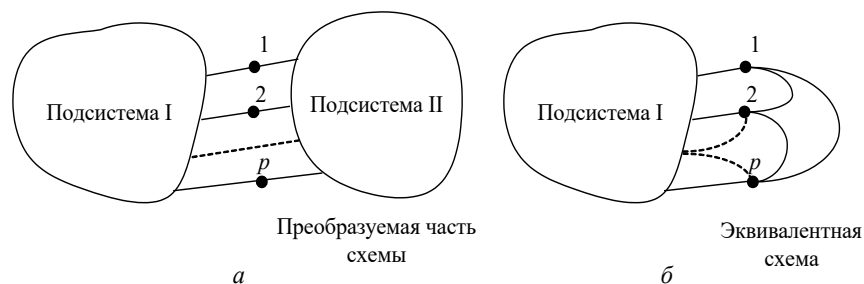 1
2
Подсистема I
Подсистема II
p
Преобразуемая часть
схемы
а
1
2
Подсистема I
p
Эквивалентная
схема
б